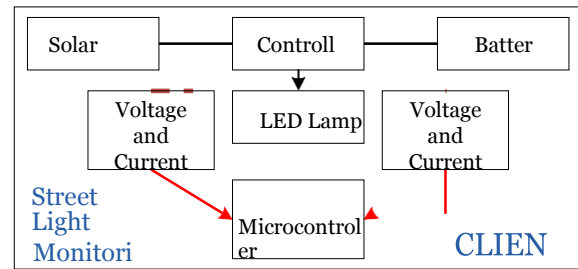 Solar
Controll
Batter
Voltage
and
Current
LED Lamp
Voltage
and
Current
Street
Light
Monitori
Microcontrol
er
CLIEN